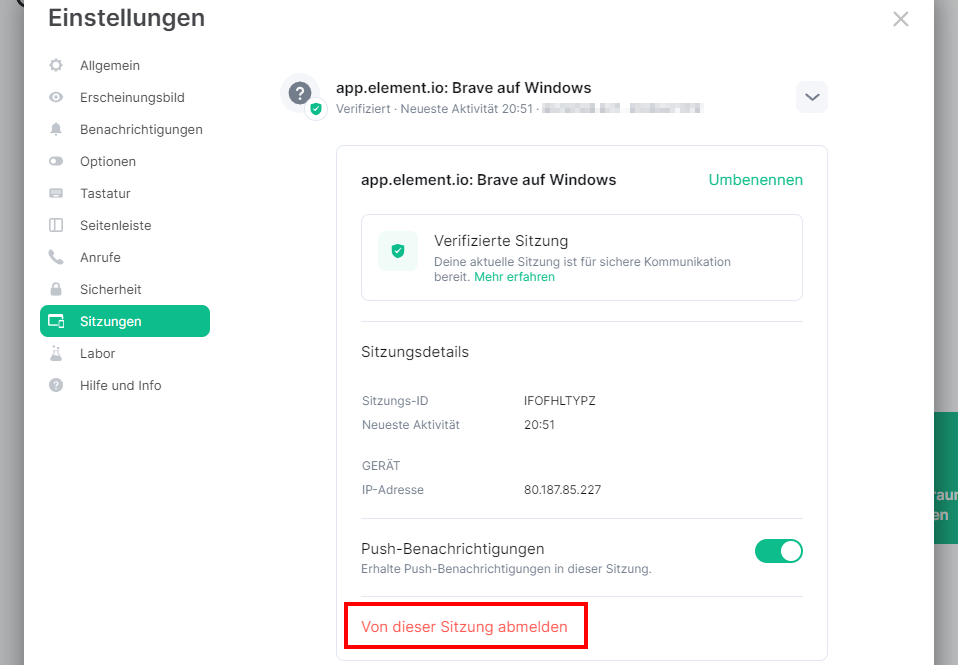 Einstellungen
Allgemein
Erscheinungsbild
Benachrichtigungen
Optionen
Tastatur
Seitenleiste
Anrufe
Sicherheit
Sitzungen
Labor
Hilfe und Info
app.element.io: Brave auf Windows
Verifiziert · Neueste Aktivität 20:51 ·
app.element.io: Brave auf Windows
Umbenennen
Verifizierte Sitzung
Deine aktuelle Sitzung ist für sichere Kommunikation
bereit. Mehr erfahren
Sitzungsdetails
Sitzungs-ID IFOFHLTYPZ
Neueste Aktivität 20:51
GERÄT
IP-Adresse 80.187.85.227
Push-Benachrichtigungen
Erhalte Push-Benachrichtigungen in dieser Sitzung.
Von dieser Sitzung abmelden